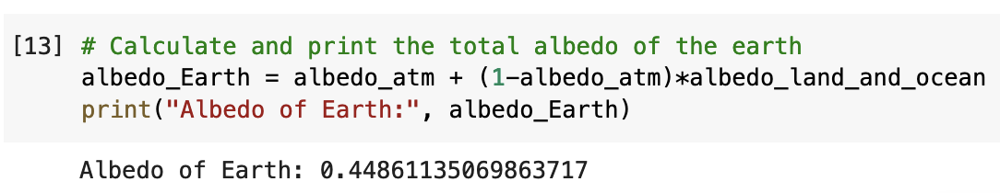 [13] # Calculate and print the total albedo of the earth
albedo_Earth = albedo_atm + (1-albedo_atm)*albedo_land_and_ocean
print("Albedo of Earth:", albedo_Earth)
Albedo of Earth: 0.44861135069863717